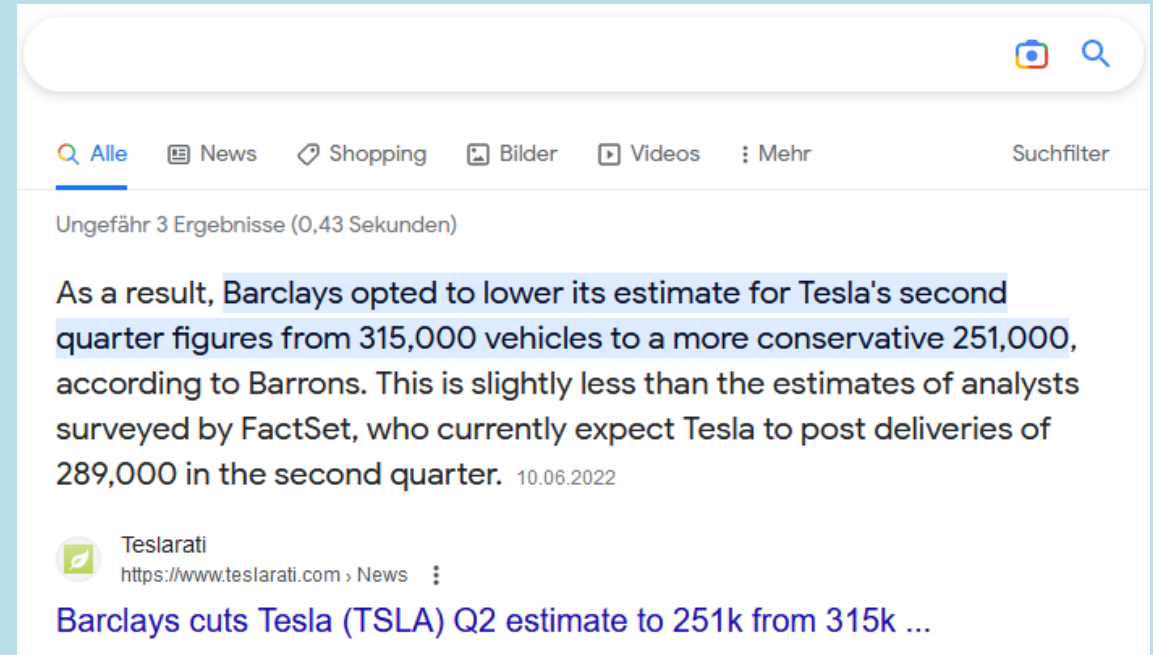 Alle News Shopping Bilder Videos Mehr Suchfilter
Ungefähr 3 Ergebnisse (0,43 Sekunden)
As a result, Barclays opted to lower its estimate for Tesla's second
quarter figures from 315,000 vehicles to a more conservative 251,000,
according to Barrons. This is slightly less than the estimates of analysts
surveyed by FactSet, who currently expect Tesla to post deliveries of
289,000 in the second quarter. 10.06.2022
Teslarati
https://www.teslarati.com › News
Barclays cuts Tesla (TSLA) Q2 estimate to 251k from 315k ...